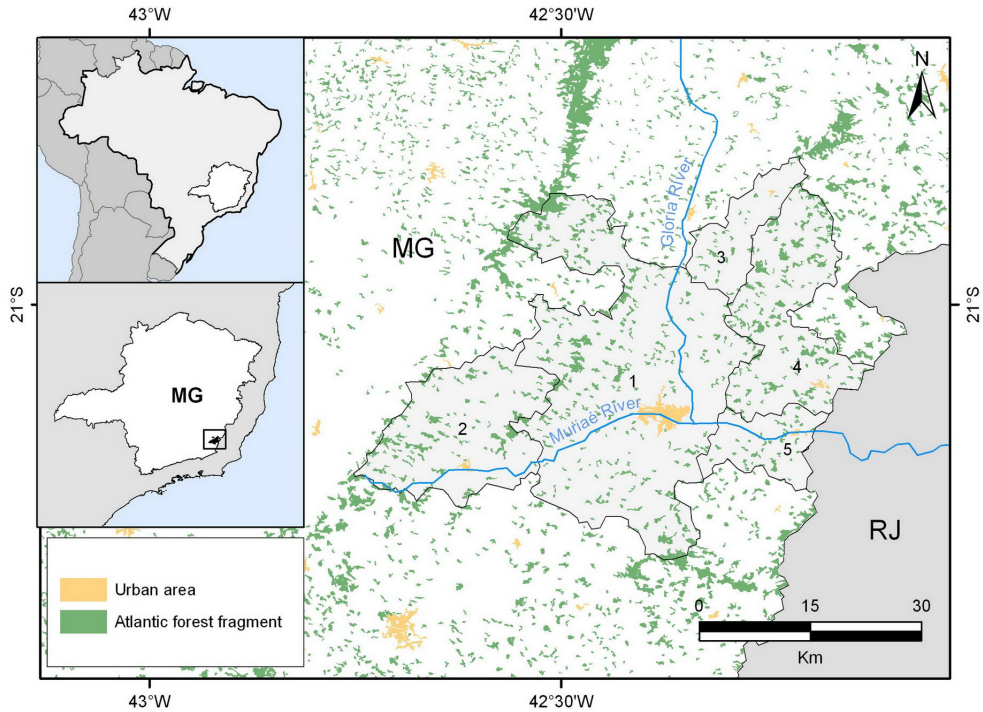 43°W
42°30'W
N
Glória River
MG
3
21°S
21°S
4
1
MG
Muriaé River
2
5
RJ
Urban area
Atlantic forest fragment
0
15
30
Km
43°W
42°30'W